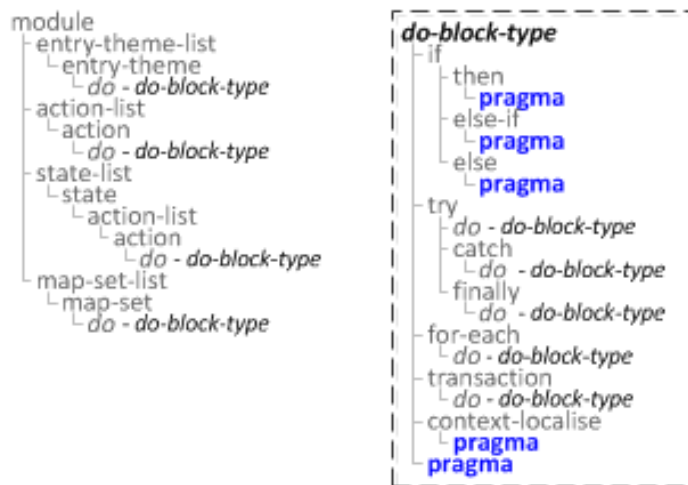 module
entry-theme-list
entry-theme
do - do-block-type
action-list
action
do - do-block-type
state-list
state
action-list
action
do - do-block-type
map-set-list
map-set
do - do-block-type
do-block-type
if
then
pragma
else-if
pragma
else
pragma
try
do - do-block-type
catch
do - do-block-type
finally
do - do-block-type
for-each
do - do-block-type
transaction
do - do-block-type
context-localise
pragma
pragma